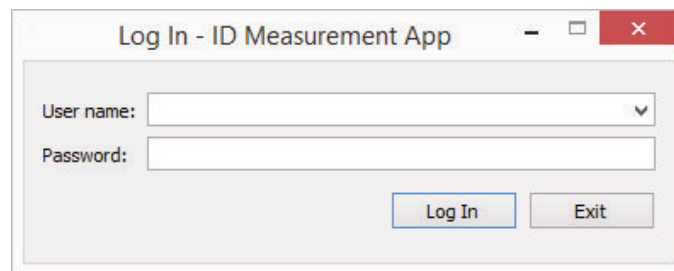 Log In - ID Measurement App
User name:
Password:
Log In Exit